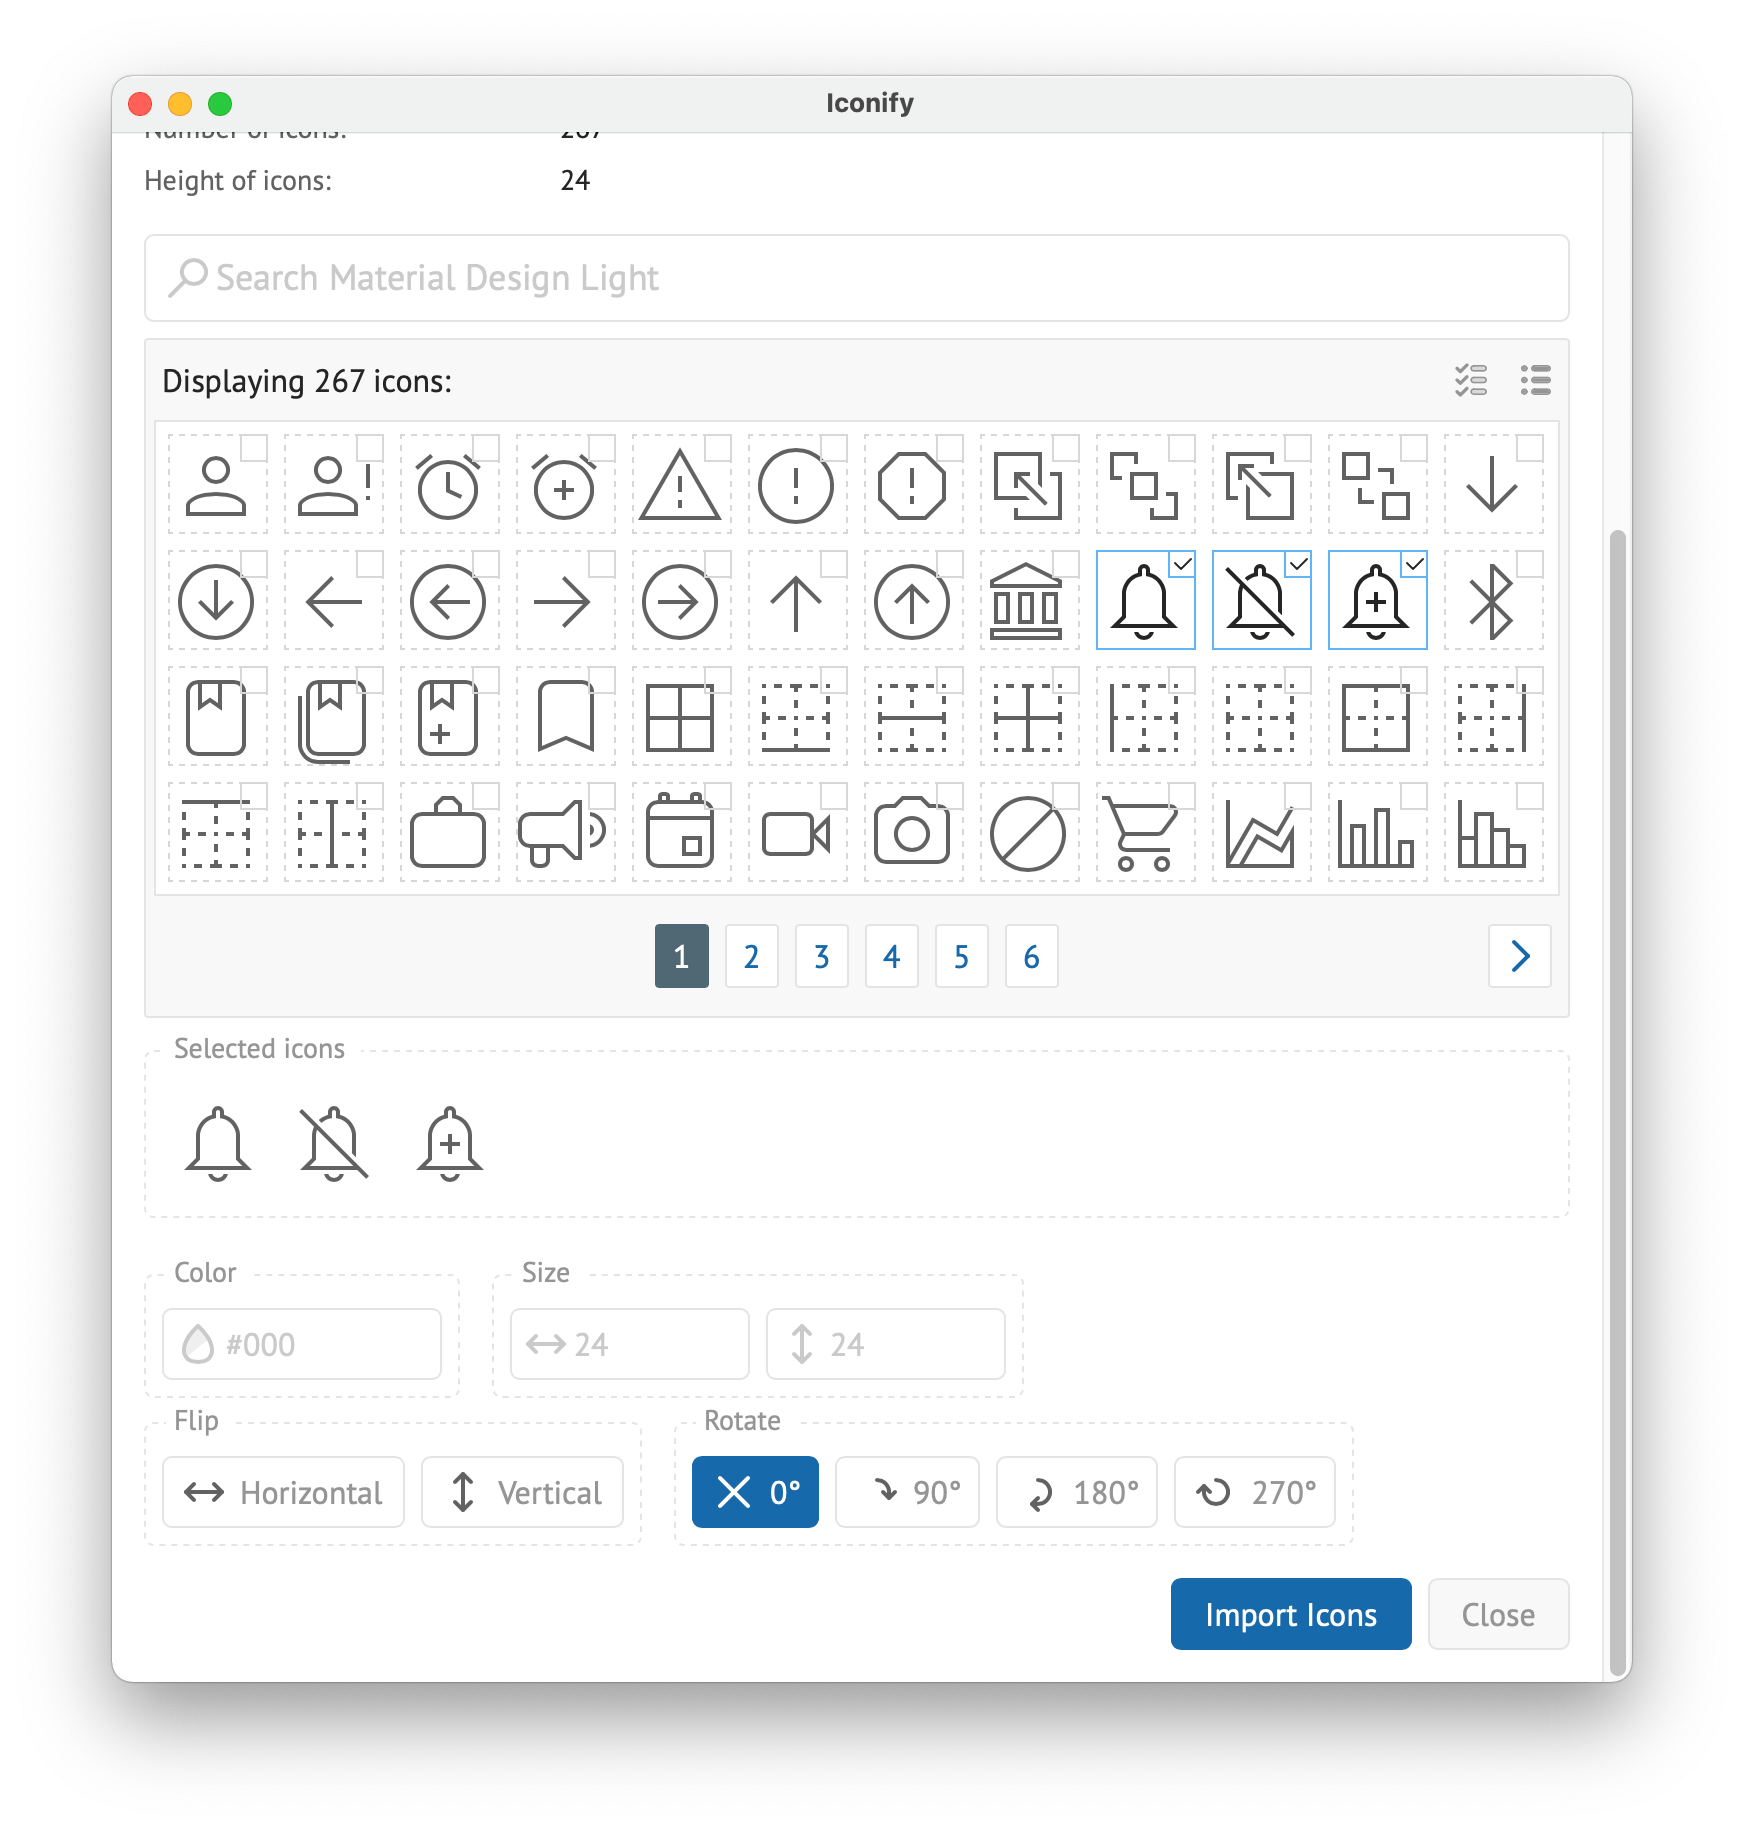 Iconify
Number of icons: 267
Height of icons: 24
Search Material Design Light
Displaying 267 icons:
1 2 3 4 5 6
Selected icons
Color Size
#000 24 24
Flip Rotate
Horizontal Vertical 0° 90° 180° 270°
Import Icons Close